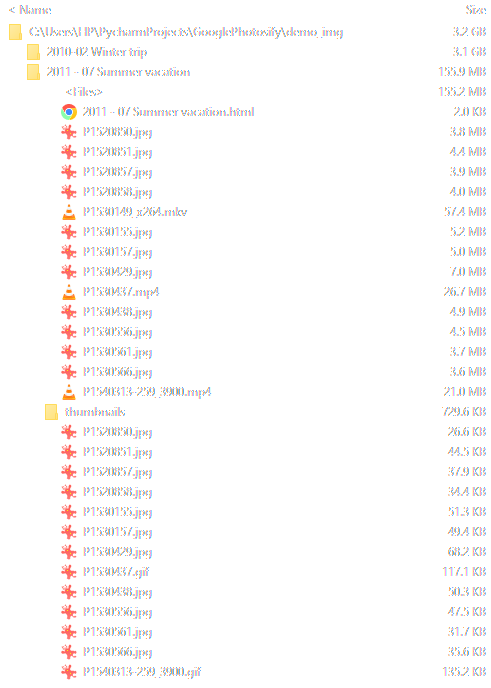 < Name Size
C:\Users\HP\PycharmProjects\GooglePhotosify\demo_img 3.2 GB
2010-02 Winter trip 3.1 GB
2011 - 07 Summer vacation 155.9 MB
<Files> 155.2 MB
2011 - 07 Summer vacation.html 2.0 KB
P1520850.jpg 3.8 MB
P1520851.jpg 4.4 MB
P1520857.jpg 3.9 MB
P1520858.jpg 4.0 MB
P1530149_x264.mkv 57.4 MB
P1530155.jpg 5.2 MB
P1530157.jpg 5.0 MB
P1530429.jpg 7.0 MB
P1530437.mp4 26.7 MB
P1530438.jpg 4.9 MB
P1530556.jpg 4.5 MB
P1530561.jpg 3.7 MB
P1530566.jpg 3.6 MB
P1540313-259_3900.mp4 21.0 MB
thumbnails 729.6 KB
P1520850.jpg 26.6 KB
P1520851.jpg 44.5 KB
P1520857.jpg 37.9 KB
P1520858.jpg 34.4 KB
P1530155.jpg 51.3 KB
P1530157.jpg 49.4 KB
P1530429.jpg 68.2 KB
P1530437.gif 117.1 KB
P1530438.jpg 50.3 KB
P1530556.jpg 47.5 KB
P1530561.jpg 31.7 KB
P1530566.jpg 35.6 KB
P1540313-259_3900.gif 135.2 KB